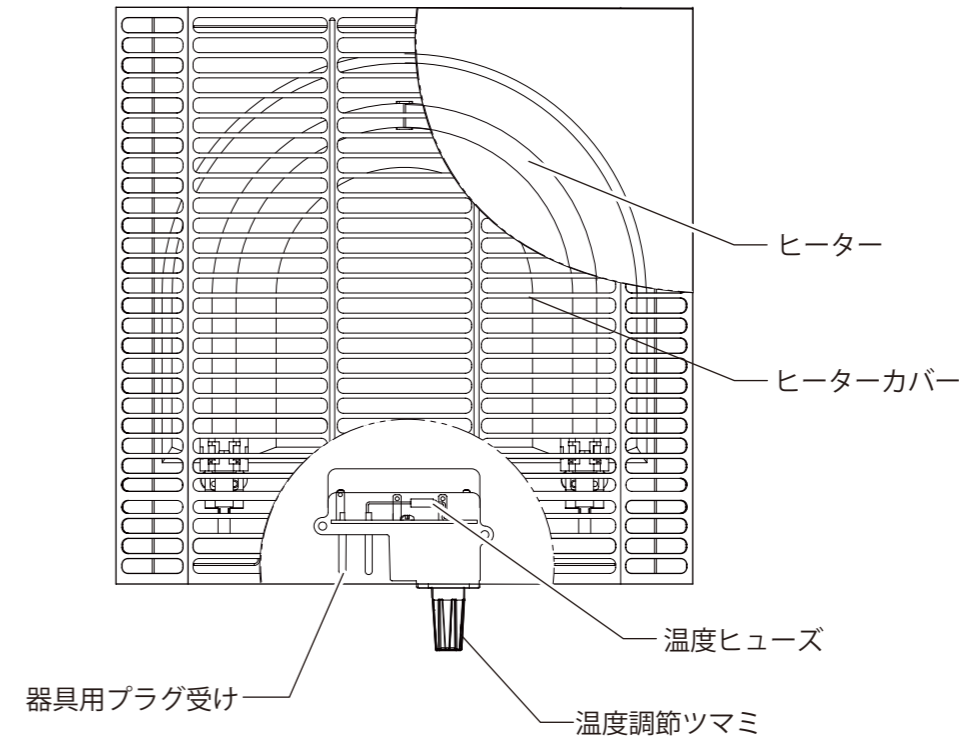 ヒーター
ヒーターカバー
温度ヒューズ
器具用プラグ受け
温度調節ツマミ